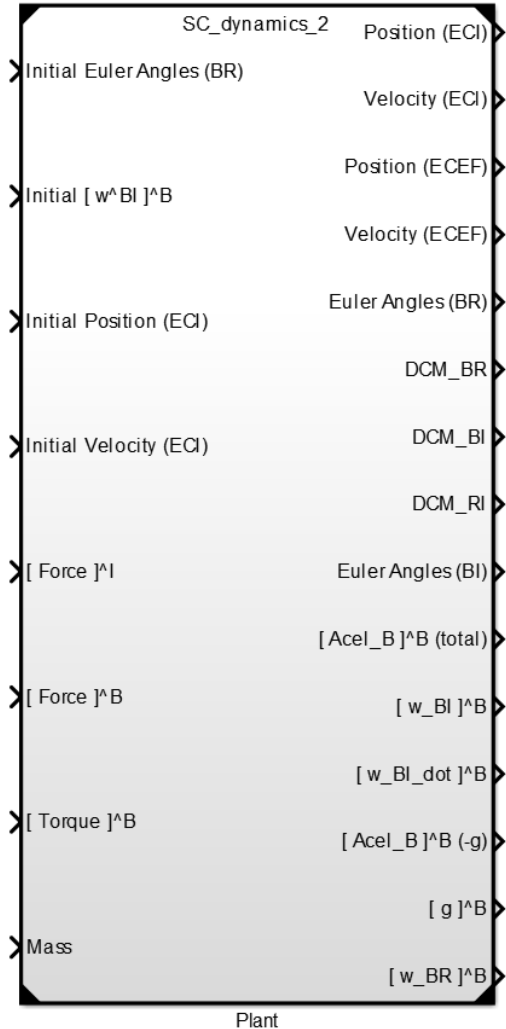 SC_dynamics_2
Initial Euler Angles (BR)
Initial [ w^BI ]^B
Initial Position (ECI)
Initial Velocity (ECI)
[ Force ]^I
[ Force ]^B
[ Torque ]^B
Mass
Position (ECI)
Velocity (ECI)
Position (ECEF)
Velocity (ECEF)
Euler Angles (BR)
DCM_BR
DCM_BI
DCM_RI
Euler Angles (BI)
[ Acel_B ]^B (total)
[ w_BI ]^B
[ w_BI_dot ]^B
[ Acel_B ]^B (-g)
[ g ]^B
[ w_BR ]^B
Plant